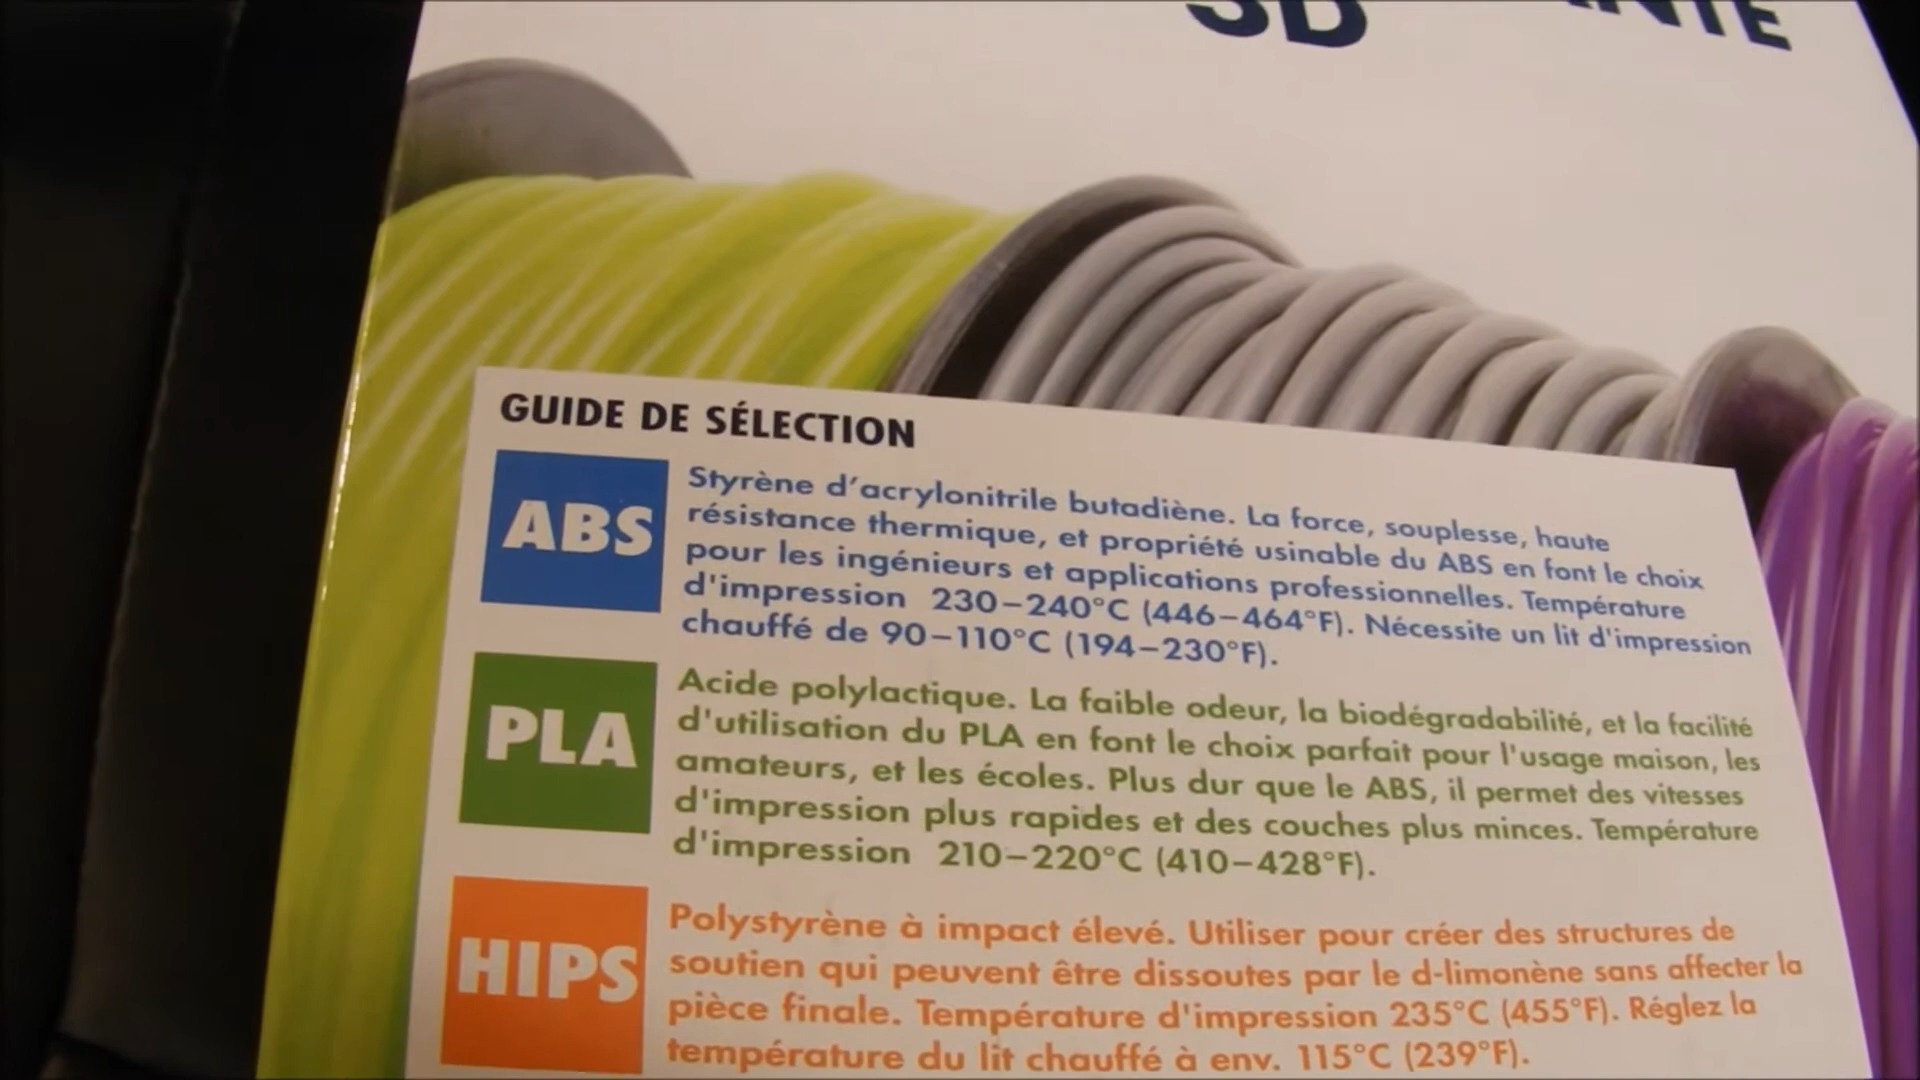 3D
GUIDE DE SÉLECTION
ABS
Styrène d'acrylonitrile butadiène. La force, souplesse, haute
résistance thermique, et propriété usinable du ABS en font le choix
pour les ingénieurs et applications professionnelles. Température
d'impression 230–240°C (446–464°F). Nécessite un lit d'impression
chauffé de 90–110°C (194–230°F).
PLA
Acide polylactique. La faible odeur, la biodégradabilité, et la facilité
d'utilisation du PLA en font le choix parfait pour l'usage maison, les
amateurs, et les écoles. Plus dur que le ABS, il permet des vitesses
d'impression plus rapides et des couches plus minces. Température
d'impression 210–220°C (410–428°F).
HIPS
Polystyrène à impact élevé. Utiliser pour créer des structures de
soutien qui peuvent être dissoutes par le d-limonène sans affecter la
pièce finale. Température d'impression 235°C (455°F). Réglez la
température du lit chauffé à env. 115°C (239°F).